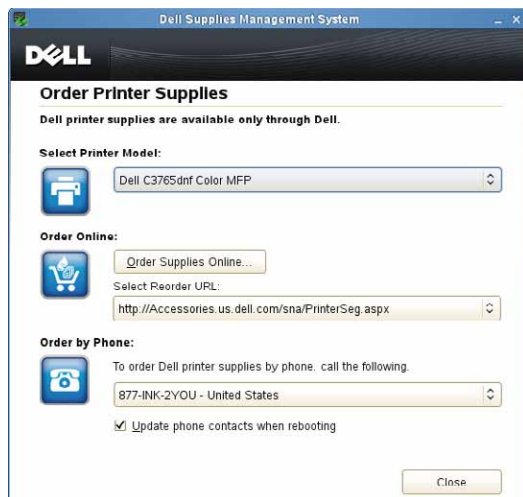 Dell Supplies Management System
DELL
Order Printer Supplies
Dell printer supplies are available only through Dell.
Select Printer Model:
Dell C3765dnf Color MFP
Order Online:
Order Supplies Online...
Select Reorder URL:
http://Accessories.us.dell.com/sna/PrinterSeg.aspx
Order by Phone:
To order Dell printer supplies by phone. call the following.
877-INK-2YOU - United States
Update phone contacts when rebooting
Close